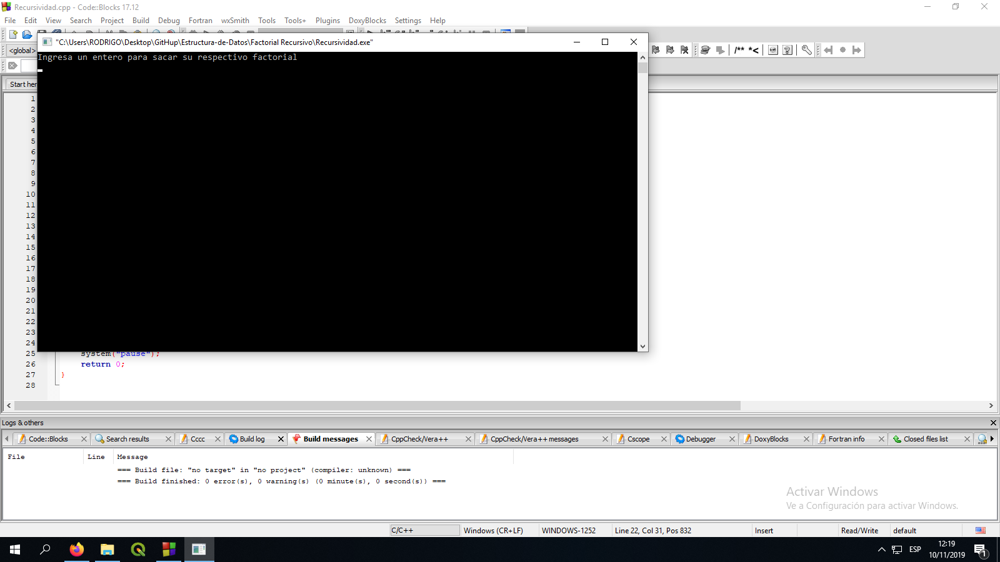 Recursividad.cpp - Code::Blocks 17.12
File Edit View Search Project Build Debug Fortran wxSmith Tools Tools+ Plugins DoxyBlocks Settings Help
"C:\Users\RODRIGO\Desktop\GitHup\Estructura-de-Datos\Factorial Recursivo\Recursividad.exe"
<global>
/** *<
Ingresa un entero para sacar su respectivo factorial
Start her
1
2
3
4
5
6
7
8
9
10
11
12
13
14
15
16
17
18
19
20
21
22
23
24
25 system("pause");
26 return 0;
27 }
28
Logs & others
Code::Blocks Search results Cccc Build log Build messages CppCheck/Vera++ CppCheck/Vera++ messages Cscope Debugger DoxyBlocks Fortran info Closed files list
File Line Message
=== Build file: "no target" in "no project" (compiler: unknown) ===
=== Build finished: 0 error(s), 0 warning(s) (0 minute(s), 0 second(s)) ===
Activar Windows
Ve a Configuración para activar Windows.
C/C++ Windows (CR+LF) WINDOWS-1252 Line 22, Col 31, Pos 832 Insert Read/Write default
ESP
12:19
10/11/2019
1